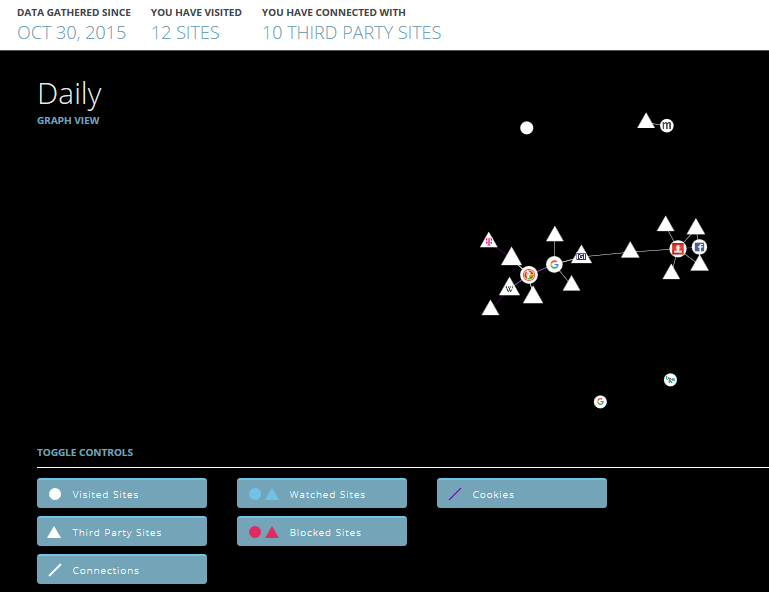 DATA GATHERED SINCE YOU HAVE VISITED YOU HAVE CONNECTED WITH
OCT 30, 2015 12 SITES 10 THIRD PARTY SITES
Daily
GRAPH VIEW
m
T
G
W
f
G
TOGGLE CONTROLS
Visited Sites Watched Sites Cookies
Third Party Sites Blocked Sites
Connections